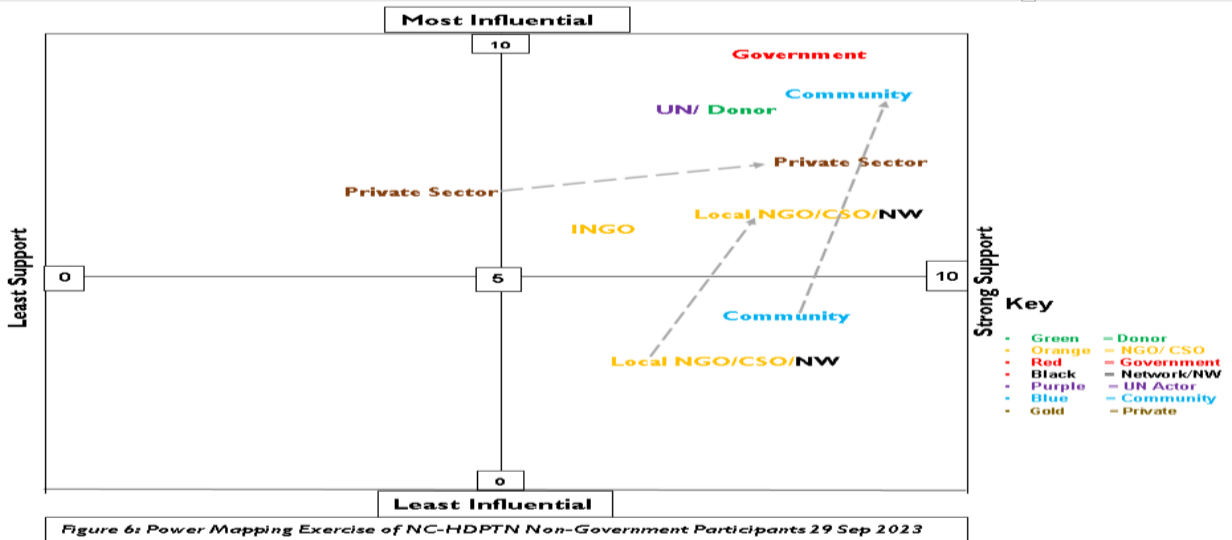 Most Influential
10
Government
Community
UN/ Donor
Private Sector
Private Sector
Local NGO/CSO/NW
INGO
Least Support
0
5
10
Strong Support
Community
Local NGO/CSO/NW
Key
- Green = Donor
- Orange = NGO/ CSO
- Red = Government
- Black = Network/NW
- Purple = UN Actor
- Blue = Community
- Gold = Private
0
Least Influential
Figure 6: Power Mapping Exercise of NC-HDPTN Non-Government Participants 29 Sep 2023